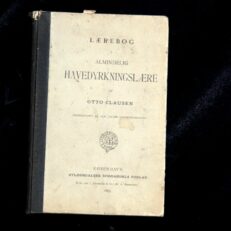 LÆREBOG
I
ALMINDELIG
HAVEDYRKNINGSLÆRE
AF
OTTO CLAUSEN
KJØBENHAVN
GYLDENDALSKE BOGHANDELS FORLAG